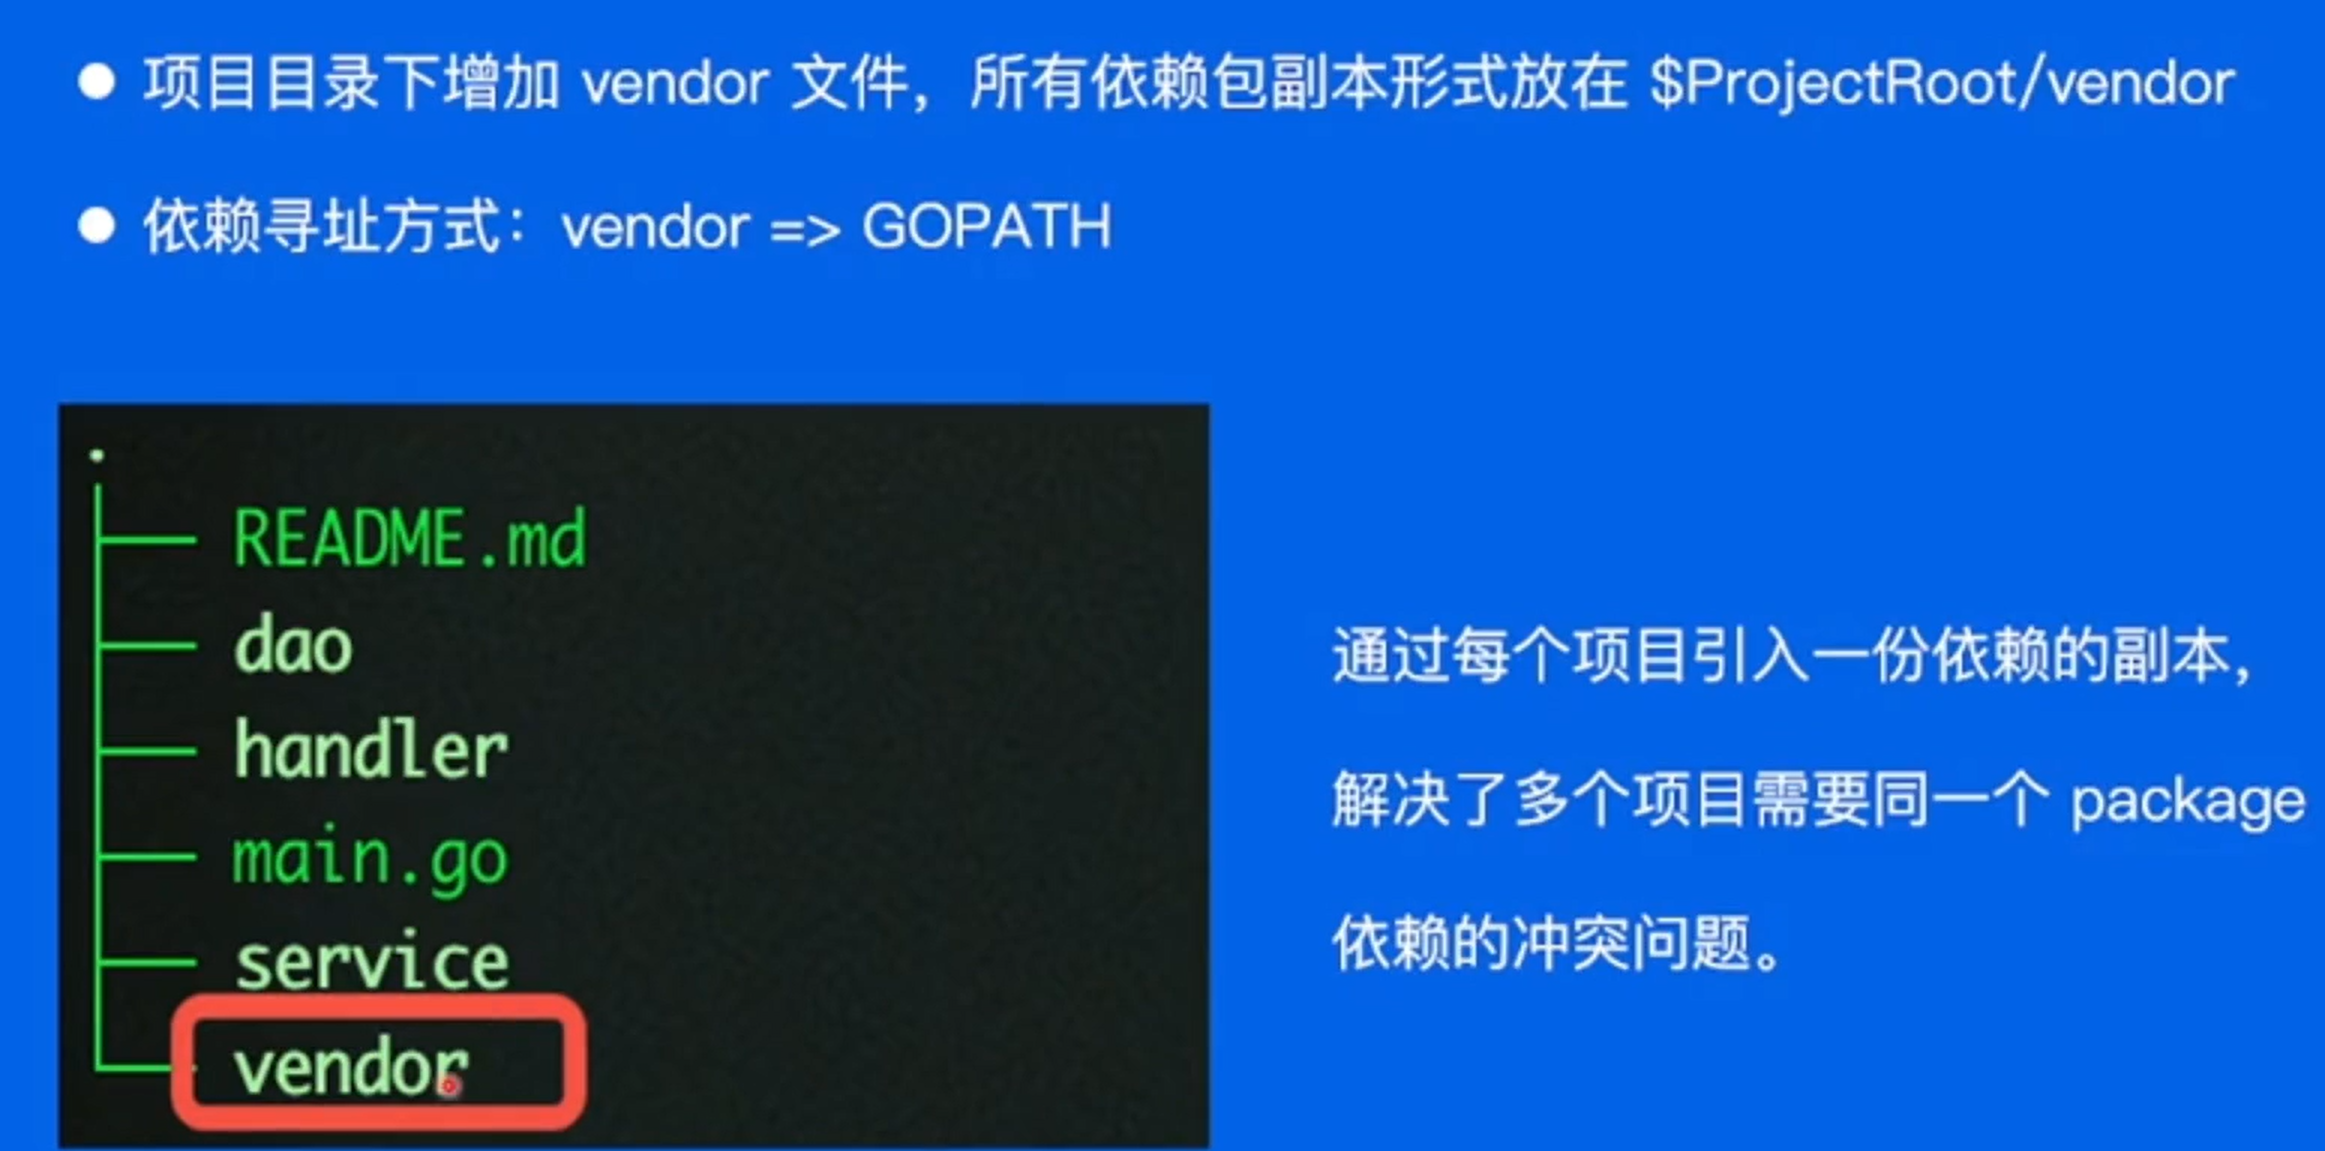 ● 项目目录下增加 vendor 文件，所有依赖包副本形式放在 $ProjectRoot/vendor
● 依赖寻址方式：vendor => GOPATH
.
├── README.md
├── dao
├── handler
├── main.go
├── service
└── vendor
通过每个项目引入一份依赖的副本，
解决了多个项目需要同一个 package
依赖的冲突问题。